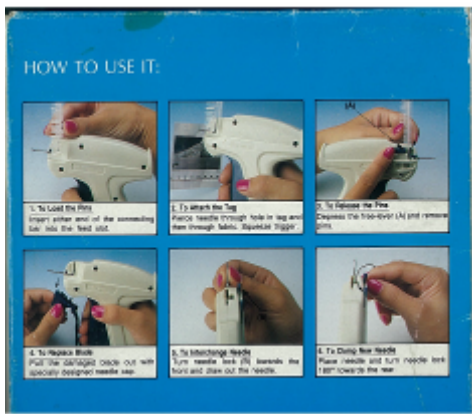 HOW TO USE IT:
(A)
1. To Load the Pins
Insert either end of the connecting
bar into the feed slot.
2. To Attach the Tag
Pierce needle through hole in tag and
then through fabric. Squeeze trigger.
3. To Release the Pins
Depress the free-lever (A) and remove
pins.
4. To Replace Blade
Pull the damaged blade out with
specially designed needle cap.
5. To Interchange Needle
Turn needle lock (B) towards the
front and draw out the needle.
6. To Clamp New Needle
Place needle and turn needle lock
180° towards the rear.